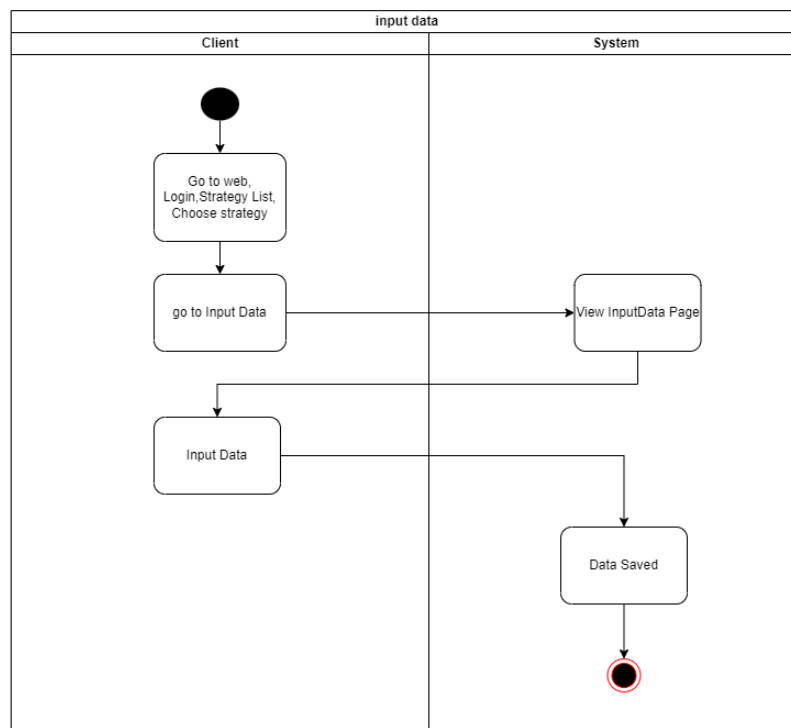 input data
Client
System
Go to web,
Login,Strategy List,
Choose strategy
go to Input Data
View InputData Page
Input Data
Data Saved